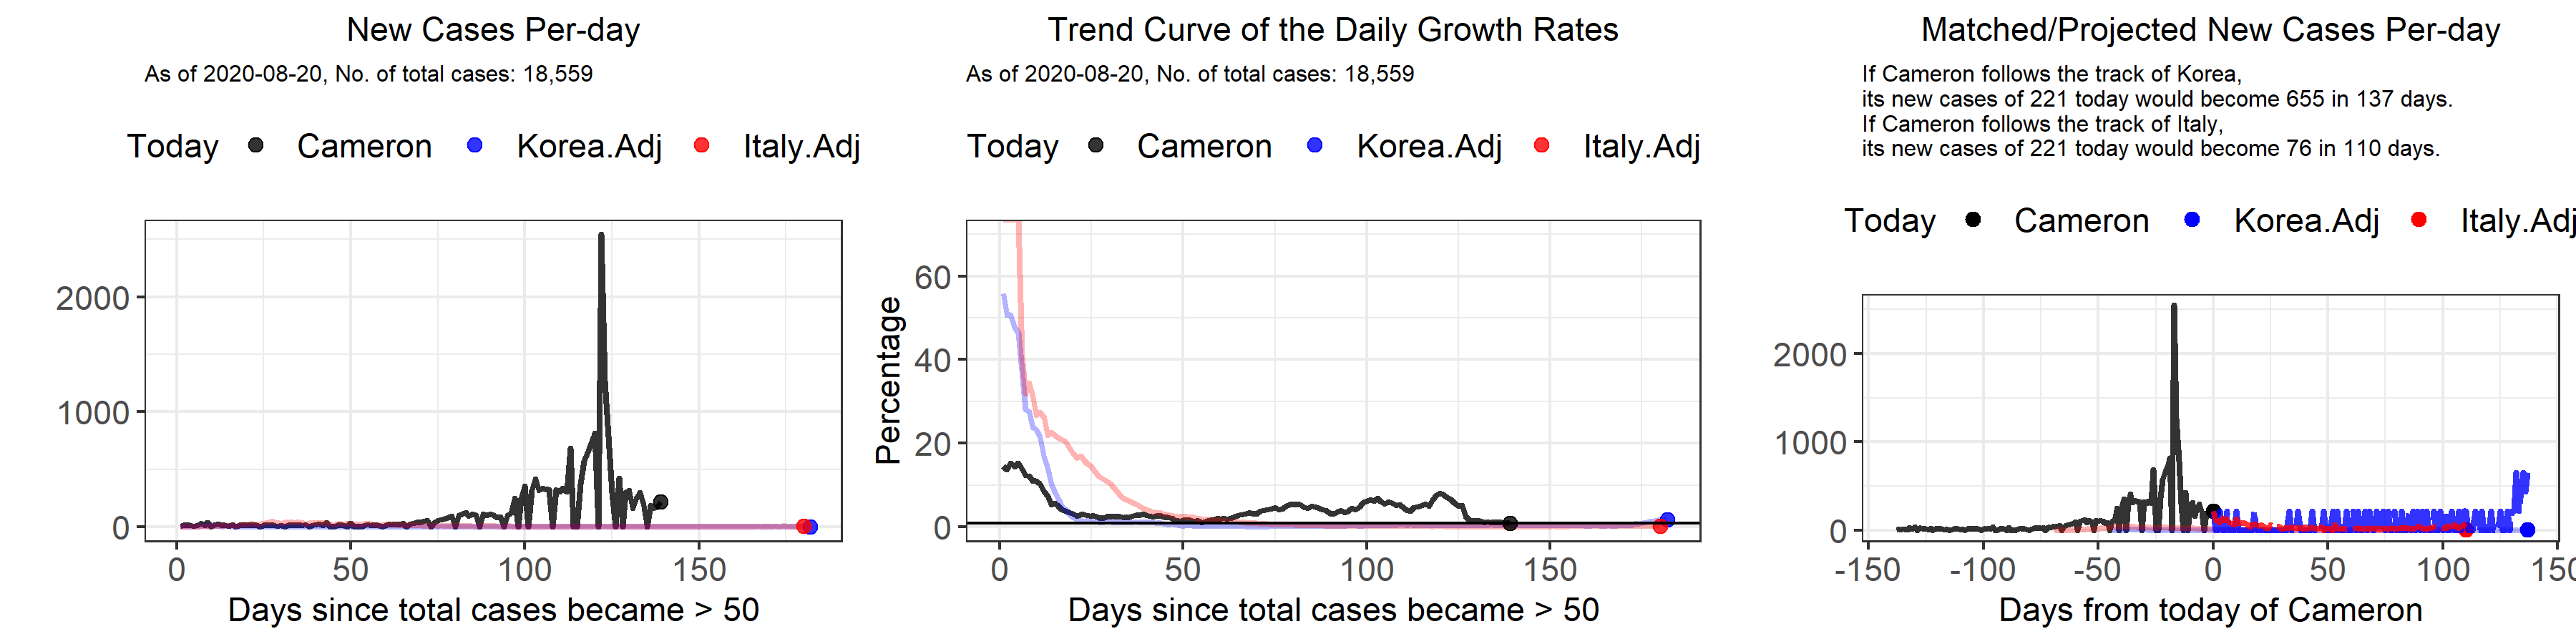 New Cases Per-day
As of 2020-08-20, No. of total cases: 18,559
Today Cameron Korea.Adj Italy.Adj
2000
1000
0
0 50 100 150
Days since total cases became > 50
Trend Curve of the Daily Growth Rates
As of 2020-08-20, No. of total cases: 18,559
Today Cameron Korea.Adj Italy.Adj
Percentage
60
40
20
0
0 50 100 150
Days since total cases became > 50
Matched/Projected New Cases Per-day
If Cameron follows the track of Korea,
its new cases of 221 today would become 655 in 137 days.
If Cameron follows the track of Italy,
its new cases of 221 today would become 76 in 110 days.
Today Cameron Korea.Adj Italy.Adj
2000
1000
0
-150 -100 -50 0 50 100 150
Days from today of Cameron